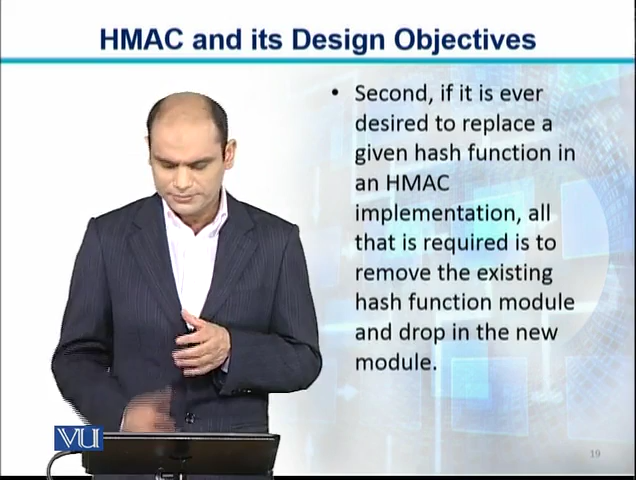 HMAC and its Design Objectives
• Second, if it is ever
desired to replace a
given hash function in
an HMAC
implementation, all
that is required is to
remove the existing
hash function module
and drop in the new
module.
VU
19